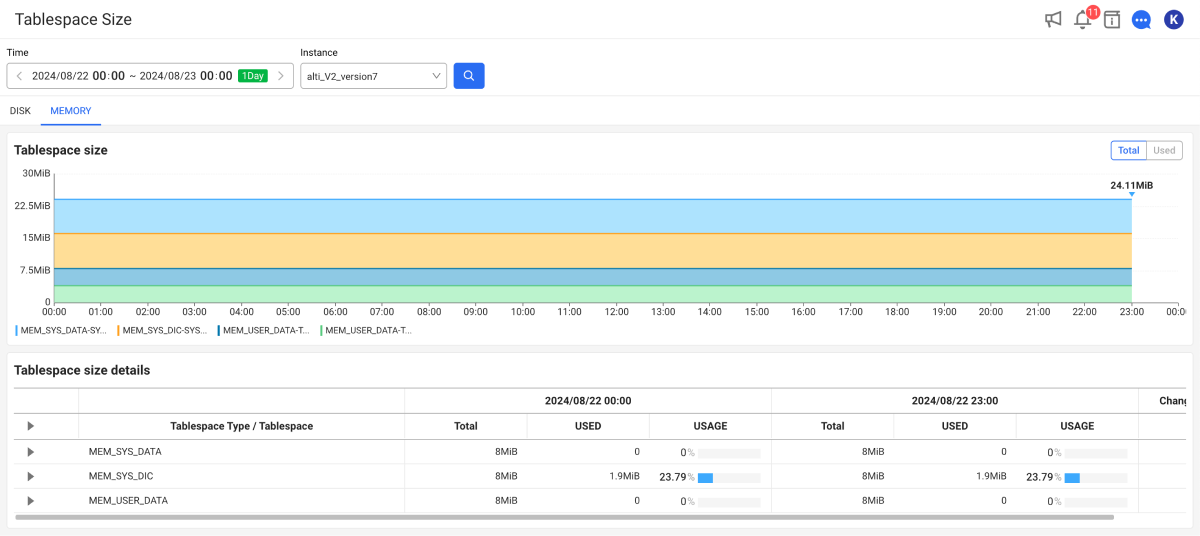 Tablespace Size
11
K
Time
Instance
2024/08/22 00:00 ~ 2024/08/23 00:00 1Day
alti_V2_version7
DISK MEMORY
Tablespace size
Total Used
24.11MiB
30MiB
22.5MiB
15MiB
7.5MiB
0
00:00 01:00 02:00 03:00 04:00 05:00 06:00 07:00 08:00 09:00 10:00 11:00 12:00 13:00 14:00 15:00 16:00 17:00 18:00 19:00 20:00 21:00 22:00 23:00 00:0
MEM_SYS_DATA-SY... MEM_SYS_DIC-SYS... MEM_USER_DATA-T... MEM_USER_DATA-T...
Tablespace size details
2024/08/22 00:00 2024/08/22 23:00 Chang
Tablespace Type / Tablespace Total USED USAGE Total USED USAGE
MEM_SYS_DATA 8MiB 0 0% 8MiB 0 0%
MEM_SYS_DIC 8MiB 1.9MiB 23.79% 8MiB 1.9MiB 23.79%
MEM_USER_DATA 8MiB 0 0% 8MiB 0 0%